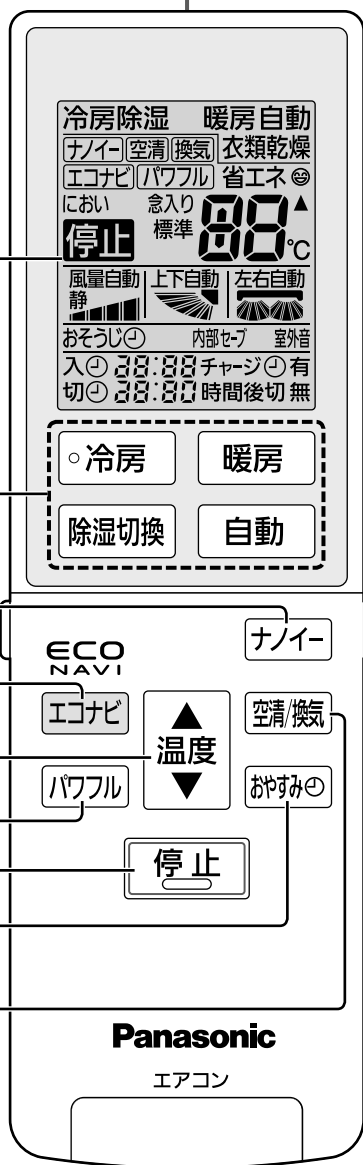 冷房除湿 暖房自動
ナノイー 空清 換気 衣類乾燥
エコナビ パワフル 省エネ
におい 念入り 88 ℃
停止 標準
風量自動 上下自動 左右自動
静
おそうじ 内部セーブ 室外音
入 28:88 チャージ 有
切 28:80 時間後切 無
冷房 暖房
除湿切換 自動
ECO
NAVI
ナノイー
エコナビ ▲ 温度 ▼ 空清/換気
パワフル おやすみ
停止
Panasonic
エアコン